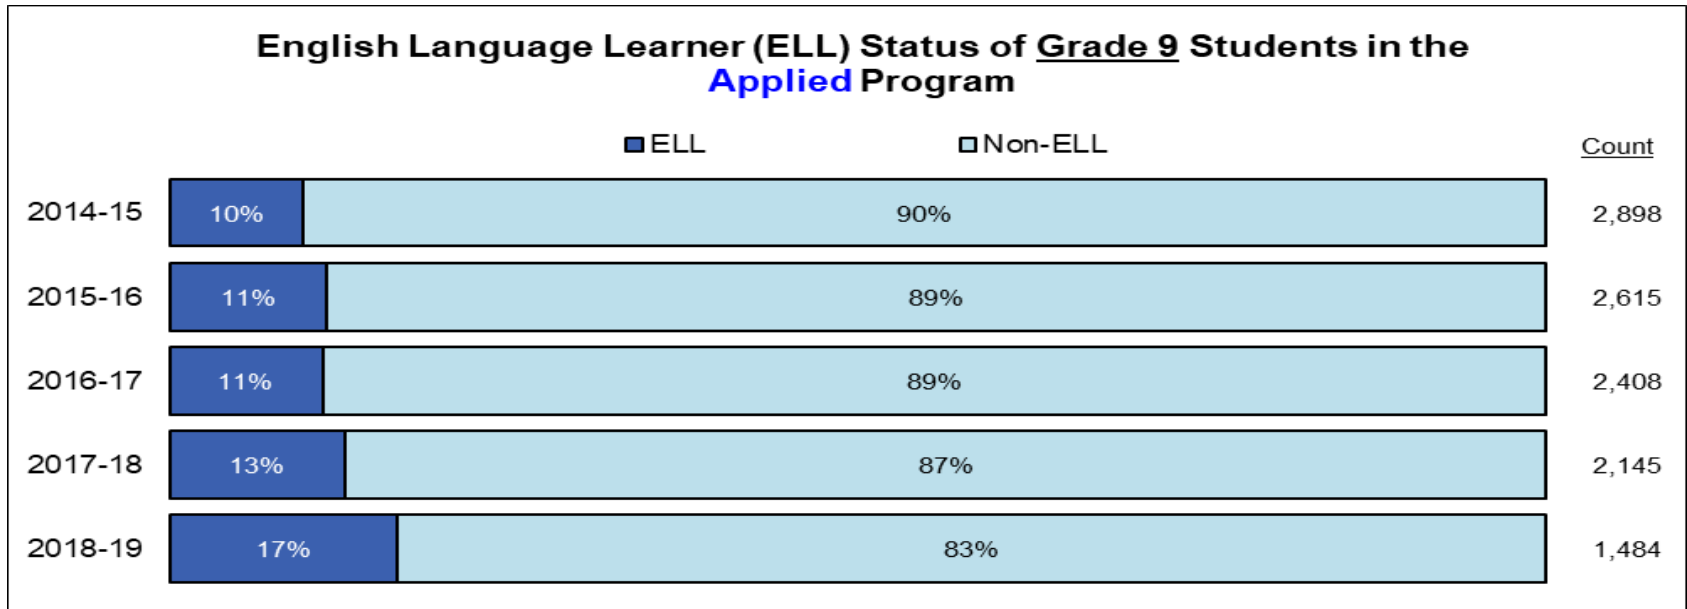 English Language Learner (ELL) Status of Grade 9 Students in the
Applied Program
ELL Non-ELL Count
2014-15 10% 90% 2,898
2015-16 11% 89% 2,615
2016-17 11% 89% 2,408
2017-18 13% 87% 2,145
2018-19 17% 83% 1,484